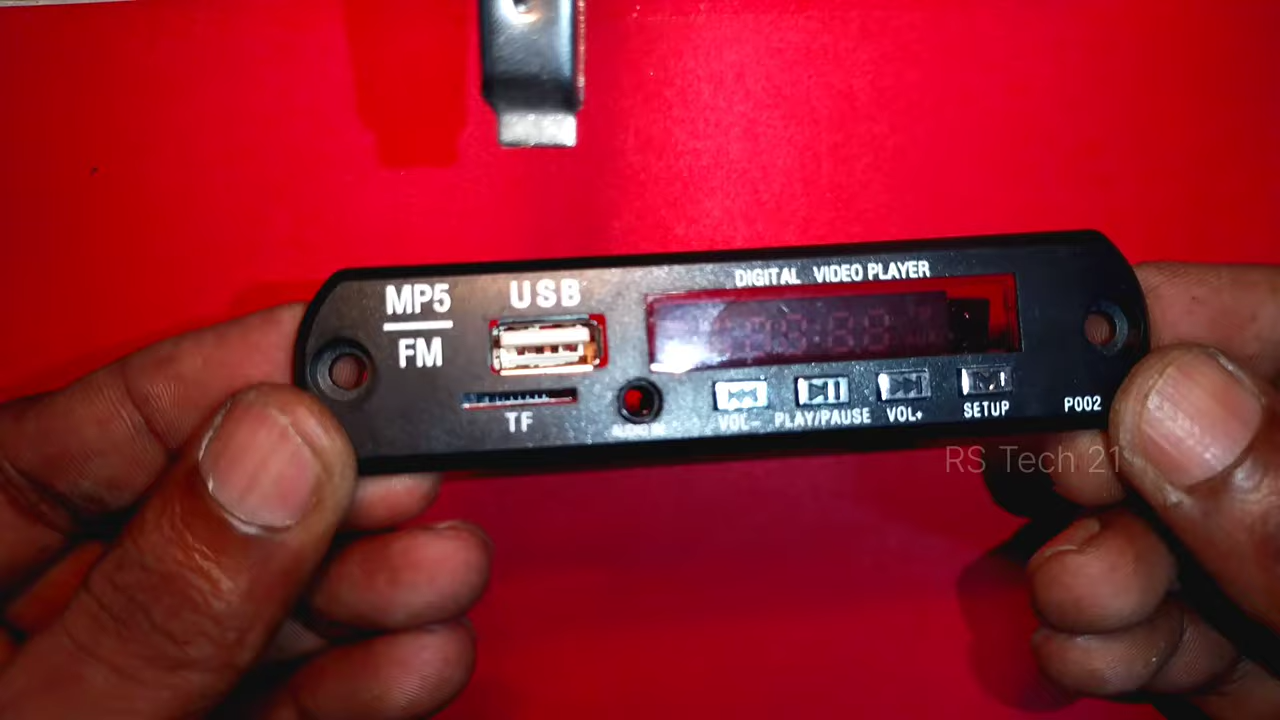 MP5
FM
USB
TF
DIGITAL VIDEO PLAYER
VOL-
PLAY/PAUSE
VOL+
SETUP
P002
RS Tech 21